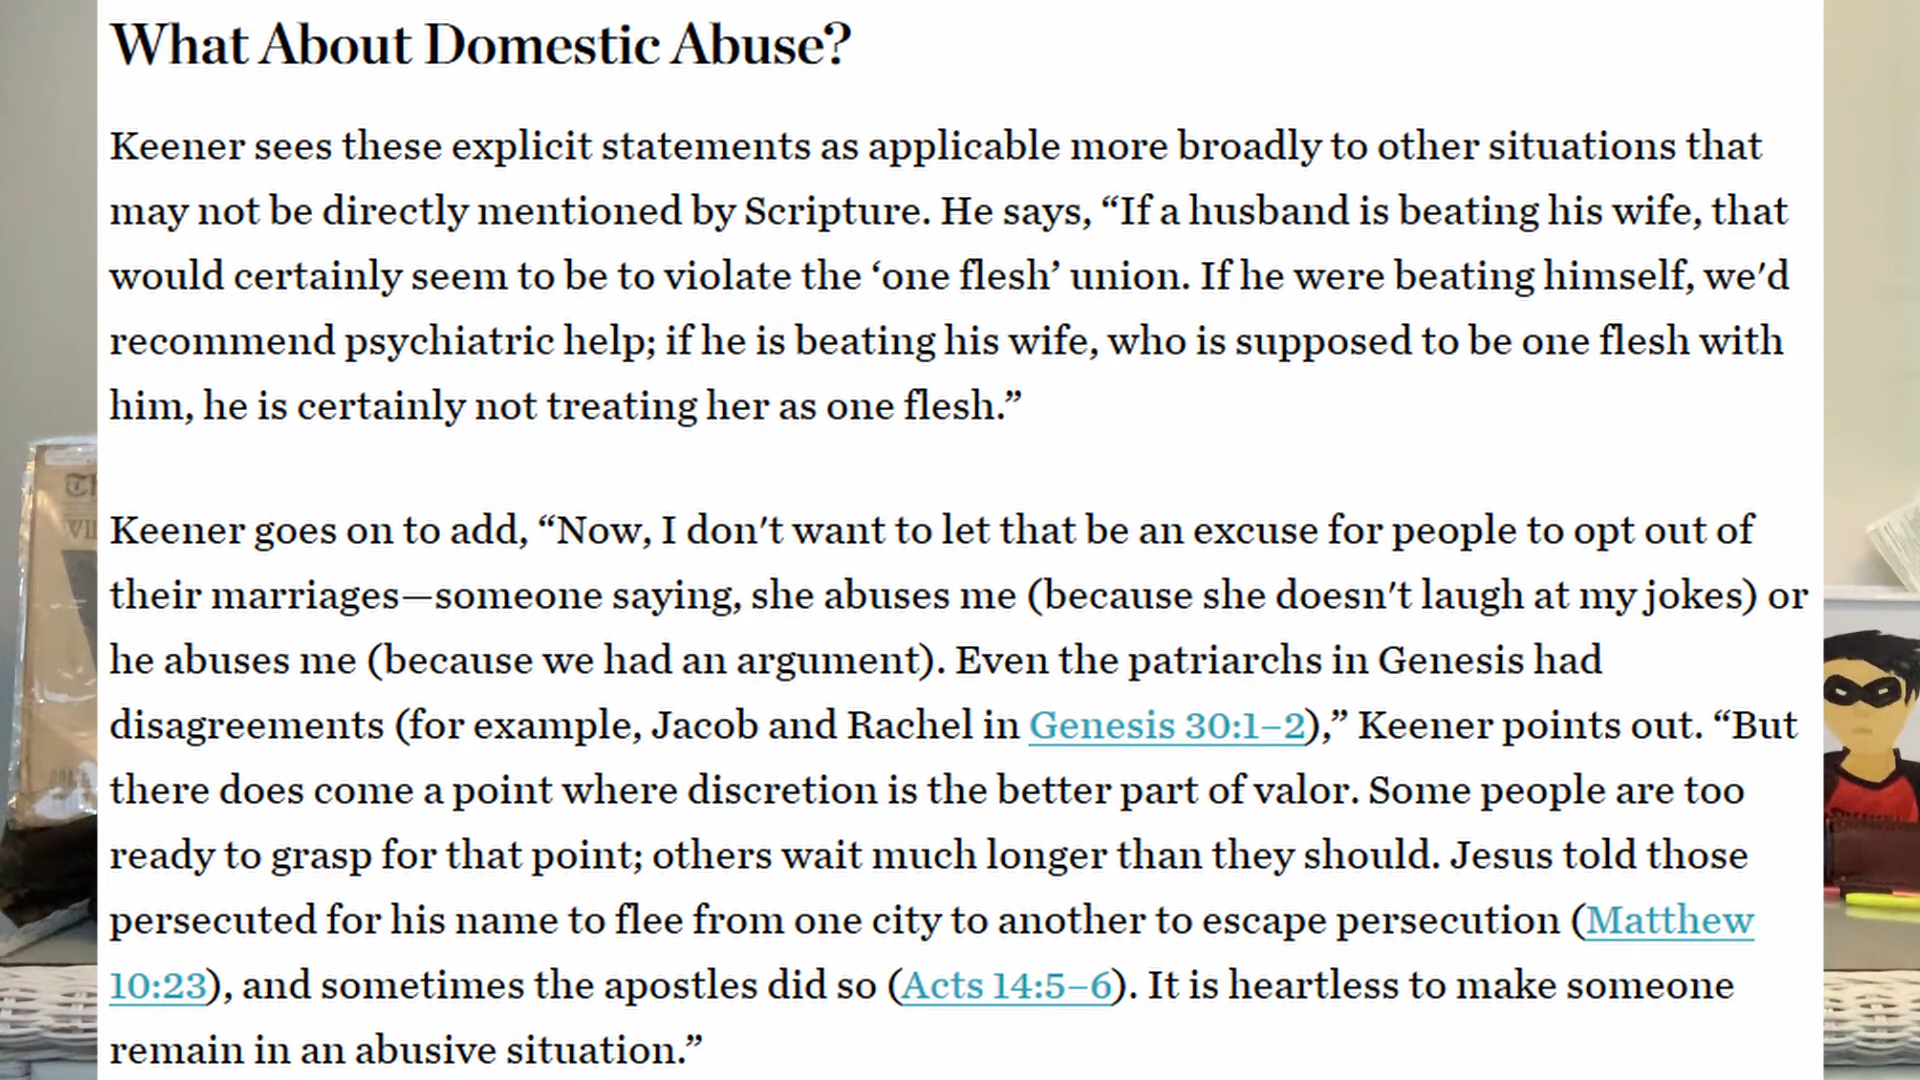 What About Domestic Abuse?
Keener sees these explicit statements as applicable more broadly to other situations that
may not be directly mentioned by Scripture. He says, “If a husband is beating his wife, that
would certainly seem to be to violate the ‘one flesh’ union. If he were beating himself, we'd
recommend psychiatric help; if he is beating his wife, who is supposed to be one flesh with
him, he is certainly not treating her as one flesh.”
Keener goes on to add, “Now, I don't want to let that be an excuse for people to opt out of
their marriages—someone saying, she abuses me (because she doesn't laugh at my jokes) or
he abuses me (because we had an argument). Even the patriarchs in Genesis had
disagreements (for example, Jacob and Rachel in Genesis 30:1–2),” Keener points out. “But
there does come a point where discretion is the better part of valor. Some people are too
ready to grasp for that point; others wait much longer than they should. Jesus told those
persecuted for his name to flee from one city to another to escape persecution (Matthew
10:23), and sometimes the apostles did so (Acts 14:5–6). It is heartless to make someone
remain in an abusive situation.”